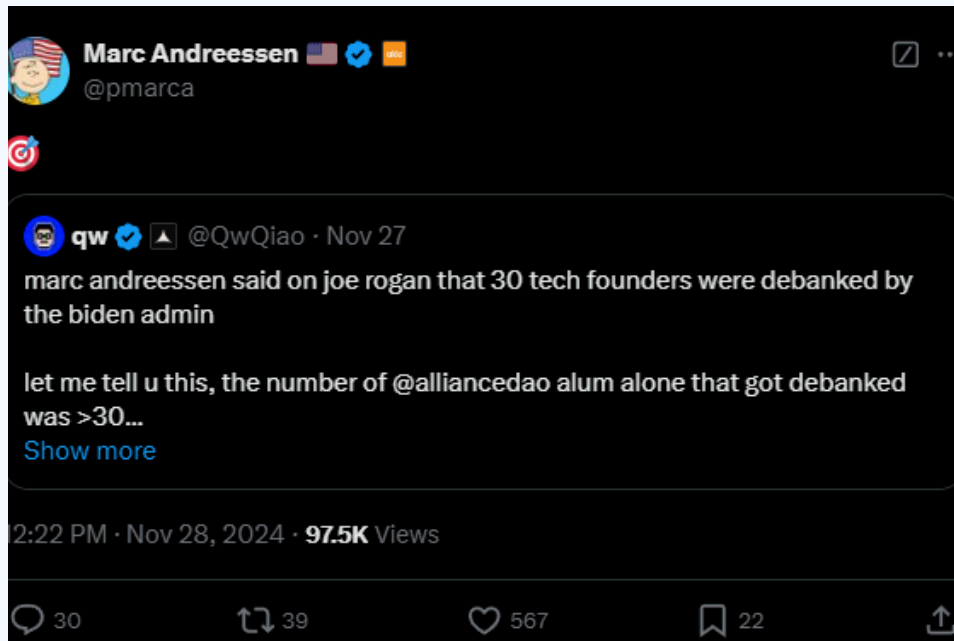 Marc Andreessen
@pmarca
qw @QwQiao · Nov 27
marc andreessen said on joe rogan that 30 tech founders were debanked by
the biden admin
let me tell u this, the number of @alliancedao alum alone that got debanked
was >30...
Show more
12:22 PM · Nov 28, 2024 · 97.5K Views
30 39 567 22